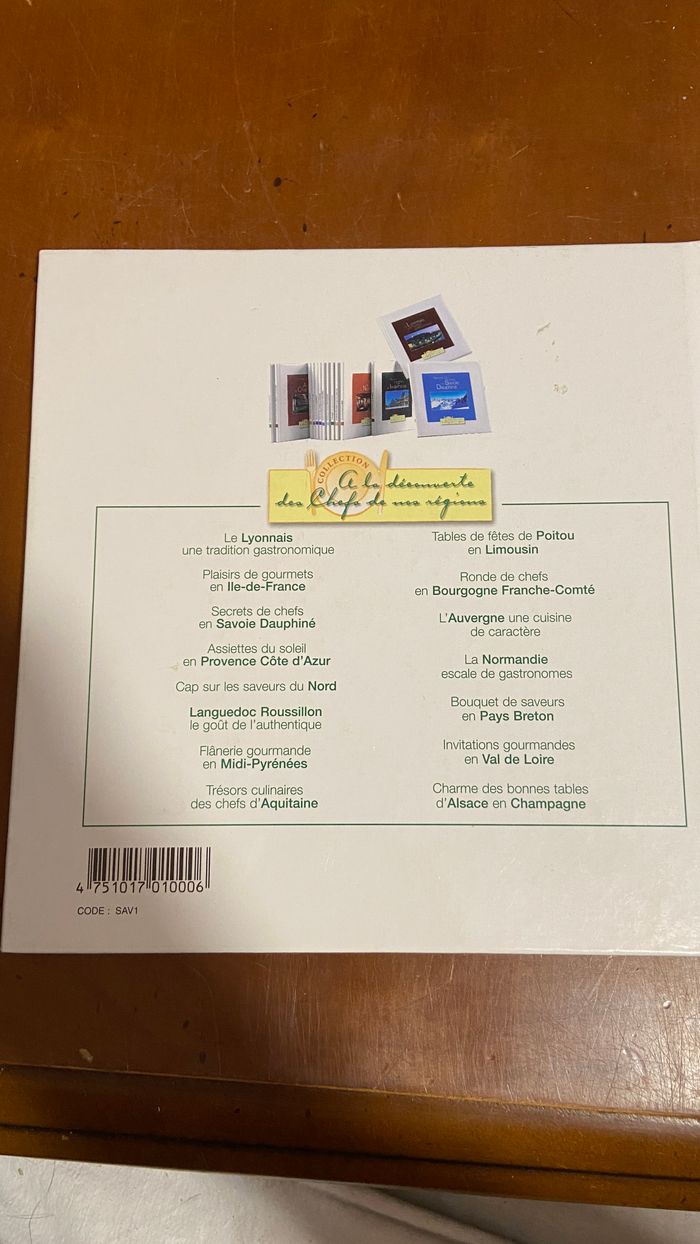 COLLECTION
A la découverte
des Chefs de nos régions
Le Lyonnais
une tradition gastronomique
Plaisirs de gourmets
en Ile-de-France
Secrets de chefs
en Savoie Dauphiné
Assiettes du soleil
en Provence Côte d'Azur
Cap sur les saveurs du Nord
Languedoc Roussillon
le goût de l'authentique
Flânerie gourmande
en Midi-Pyrénées
Trésors culinaires
des chefs d'Aquitaine
Tables de fêtes de Poitou
en Limousin
Ronde de chefs
en Bourgogne Franche-Comté
L'Auvergne une cuisine
de caractère
La Normandie
escale de gastronomes
Bouquet de saveurs
en Pays Breton
Invitations gourmandes
en Val de Loire
Charme des bonnes tables
d'Alsace en Champagne
4 751017 010006
CODE : SAV1